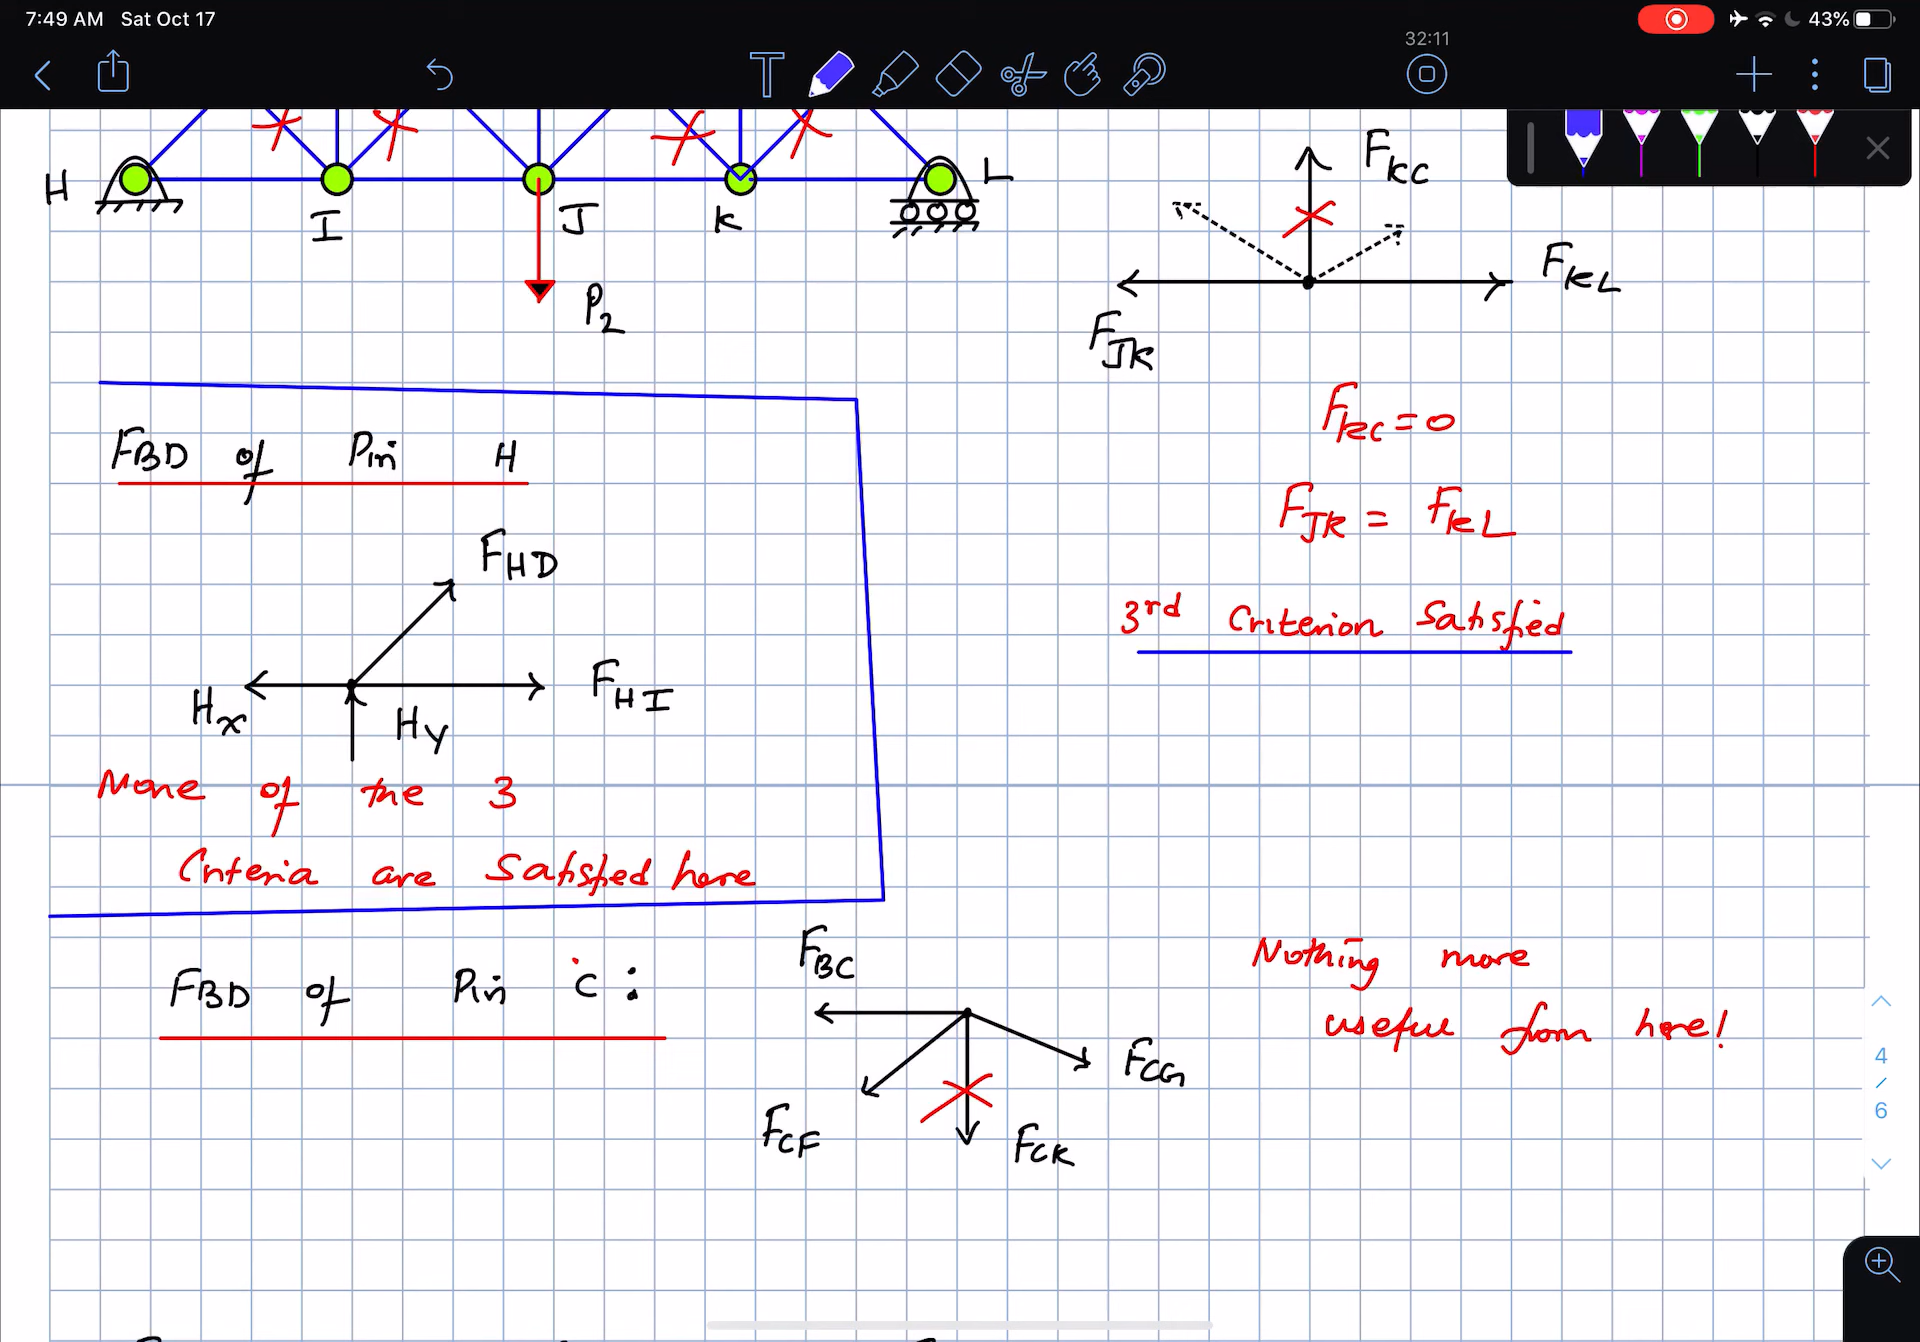 7:49 AM Sat Oct 17
43%
32:11
H
I
J
K
L
P2
FKC
FKL
FJK
FKC = 0
FJK = FKL
3rd Criterion Satisfied
FBD of Pin H
FHD
Hx
Hy
FHI
None of the 3
Criteria are Satisfied here
FBD of Pin C :
FBC
FCG
FCF
FCK
Nothing more
useful from here!
4
/
6